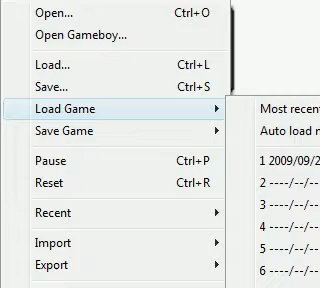 Open... Ctrl+O
Open Gameboy...
Load... Ctrl+L
Save... Ctrl+S
Load Game
Save Game
Pause Ctrl+P
Reset Ctrl+R
Recent
Import
Export
Most recent
Auto load
1 2009/09/2
2 ----/--/--
3 ----/--/--
4 ----/--/--
5 ----/--/--
6 ----/--/--